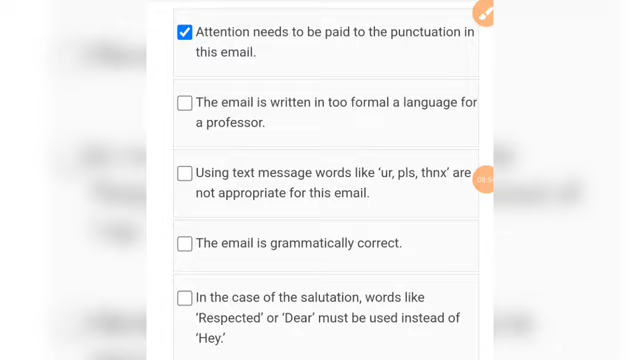 Attention needs to be paid to the punctuation in
this email.
The email is written in too formal a language for
a professor.
Using text message words like ‘ur, pls, thnx’ are
not appropriate for this email.
The email is grammatically correct.
In the case of the salutation, words like
‘Respected’ or ‘Dear’ must be used instead of
‘Hey.’